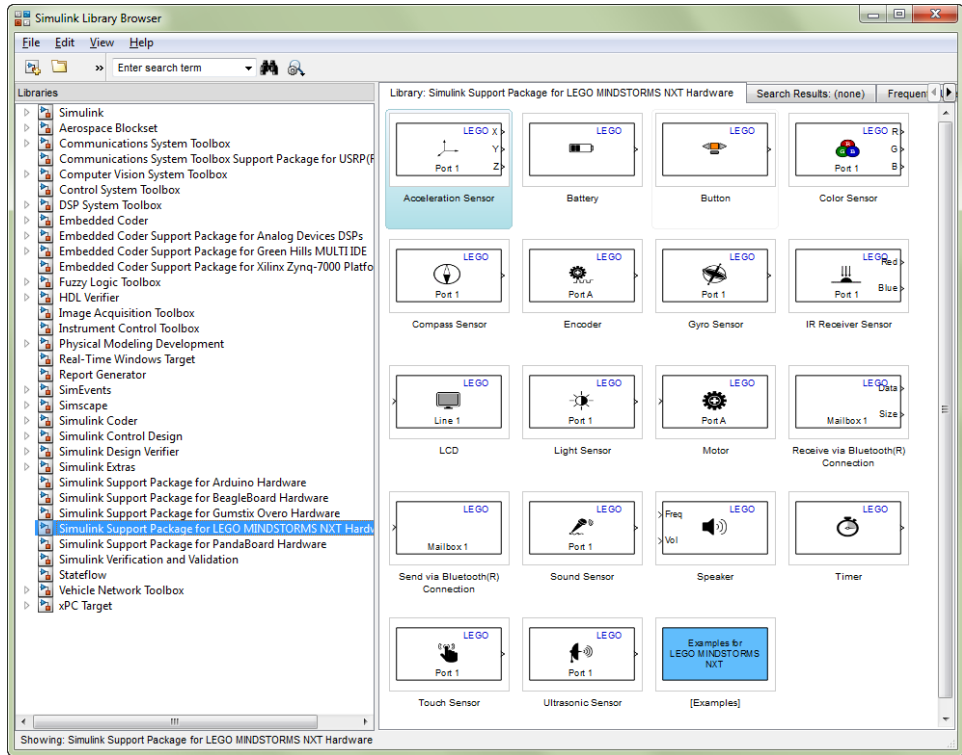 Simulink Library Browser
File Edit View Help
» Enter search term
Libraries
Simulink
Aerospace Blockset
Communications System Toolbox
Communications System Toolbox Support Package for USRP(R
Computer Vision System Toolbox
Control System Toolbox
DSP System Toolbox
Embedded Coder
Embedded Coder Support Package for Analog Devices DSPs
Embedded Coder Support Package for Green Hills MULTI IDE
Embedded Coder Support Package for Xilinx Zynq-7000 Platfo
Fuzzy Logic Toolbox
HDL Verifier
Image Acquisition Toolbox
Instrument Control Toolbox
Physical Modeling Development
Real-Time Windows Target
Report Generator
SimEvents
Simscape
Simulink Coder
Simulink Control Design
Simulink Design Verifier
Simulink Extras
Simulink Support Package for Arduino Hardware
Simulink Support Package for BeagleBoard Hardware
Simulink Support Package for Gumstix Overo Hardware
Simulink Support Package for LEGO MINDSTORMS NXT Hardw
Simulink Support Package for PandaBoard Hardware
Simulink Verification and Validation
Stateflow
Vehicle Network Toolbox
xPC Target
Library: Simulink Support Package for LEGO MINDSTORMS NXT Hardware Search Results: (none) Frequen
LEGO X
Y
Port 1 Z
Acceleration Sensor
LEGO
Battery
LEGO
Button
LEGO R
G
Port 1 B
Color Sensor
LEGO
Port 1
Compass Sensor
LEGO
Port A
Encoder
LEGO
Port 1
Gyro Sensor
LEGO
Red
Port 1 Blue
IR Receiver Sensor
LEGO
Line 1
LCD
LEGO
Port 1
Light Sensor
LEGO
Port A
Motor
LEGO
Data
Mailbox 1 Size
Receive via Bluetooth(R)
Connection
LEGO
Mailbox 1
Send via Bluetooth(R)
Connection
LEGO
Port 1
Sound Sensor
Freq LEGO
Vol
Speaker
LEGO
Timer
LEGO
Port 1
Touch Sensor
LEGO
Port 1
Ultrasonic Sensor
Examples for
LEGO MINDSTORMS
NXT
[Examples]
Showing: Simulink Support Package for LEGO MINDSTORMS NXT Hardware